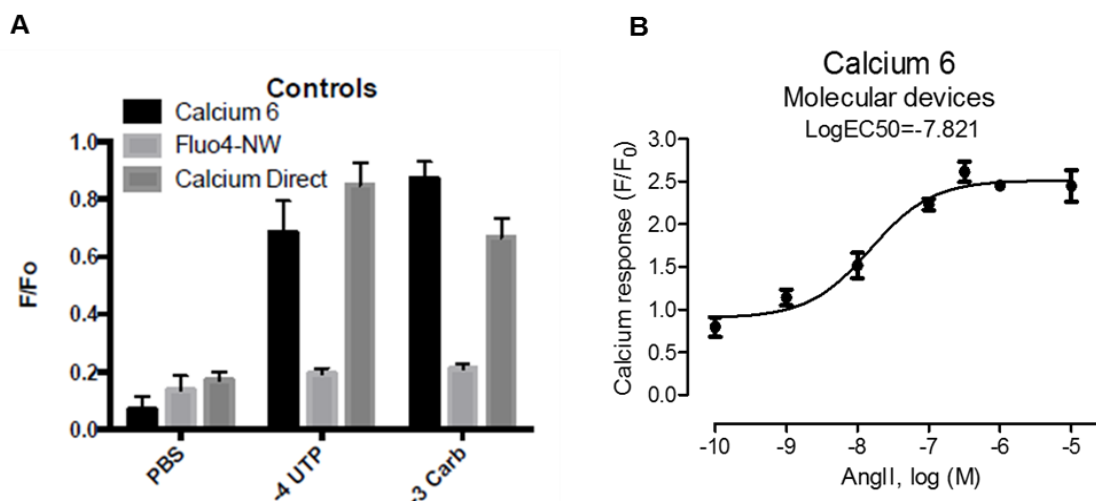 A
Controls
Calcium 6
Fluo4-NW
Calcium Direct
1.0
0.8
0.6
0.4
0.2
0.0
F/Fo
PBS
-4 UTP
-3 Carb
B
Calcium 6
Molecular devices
LogEC50=-7.821
3.0
2.5
2.0
1.5
1.0
0.5
0.0
Calcium response (F/F0)
-10 -9 -8 -7 -6 -5
AngII, log (M)